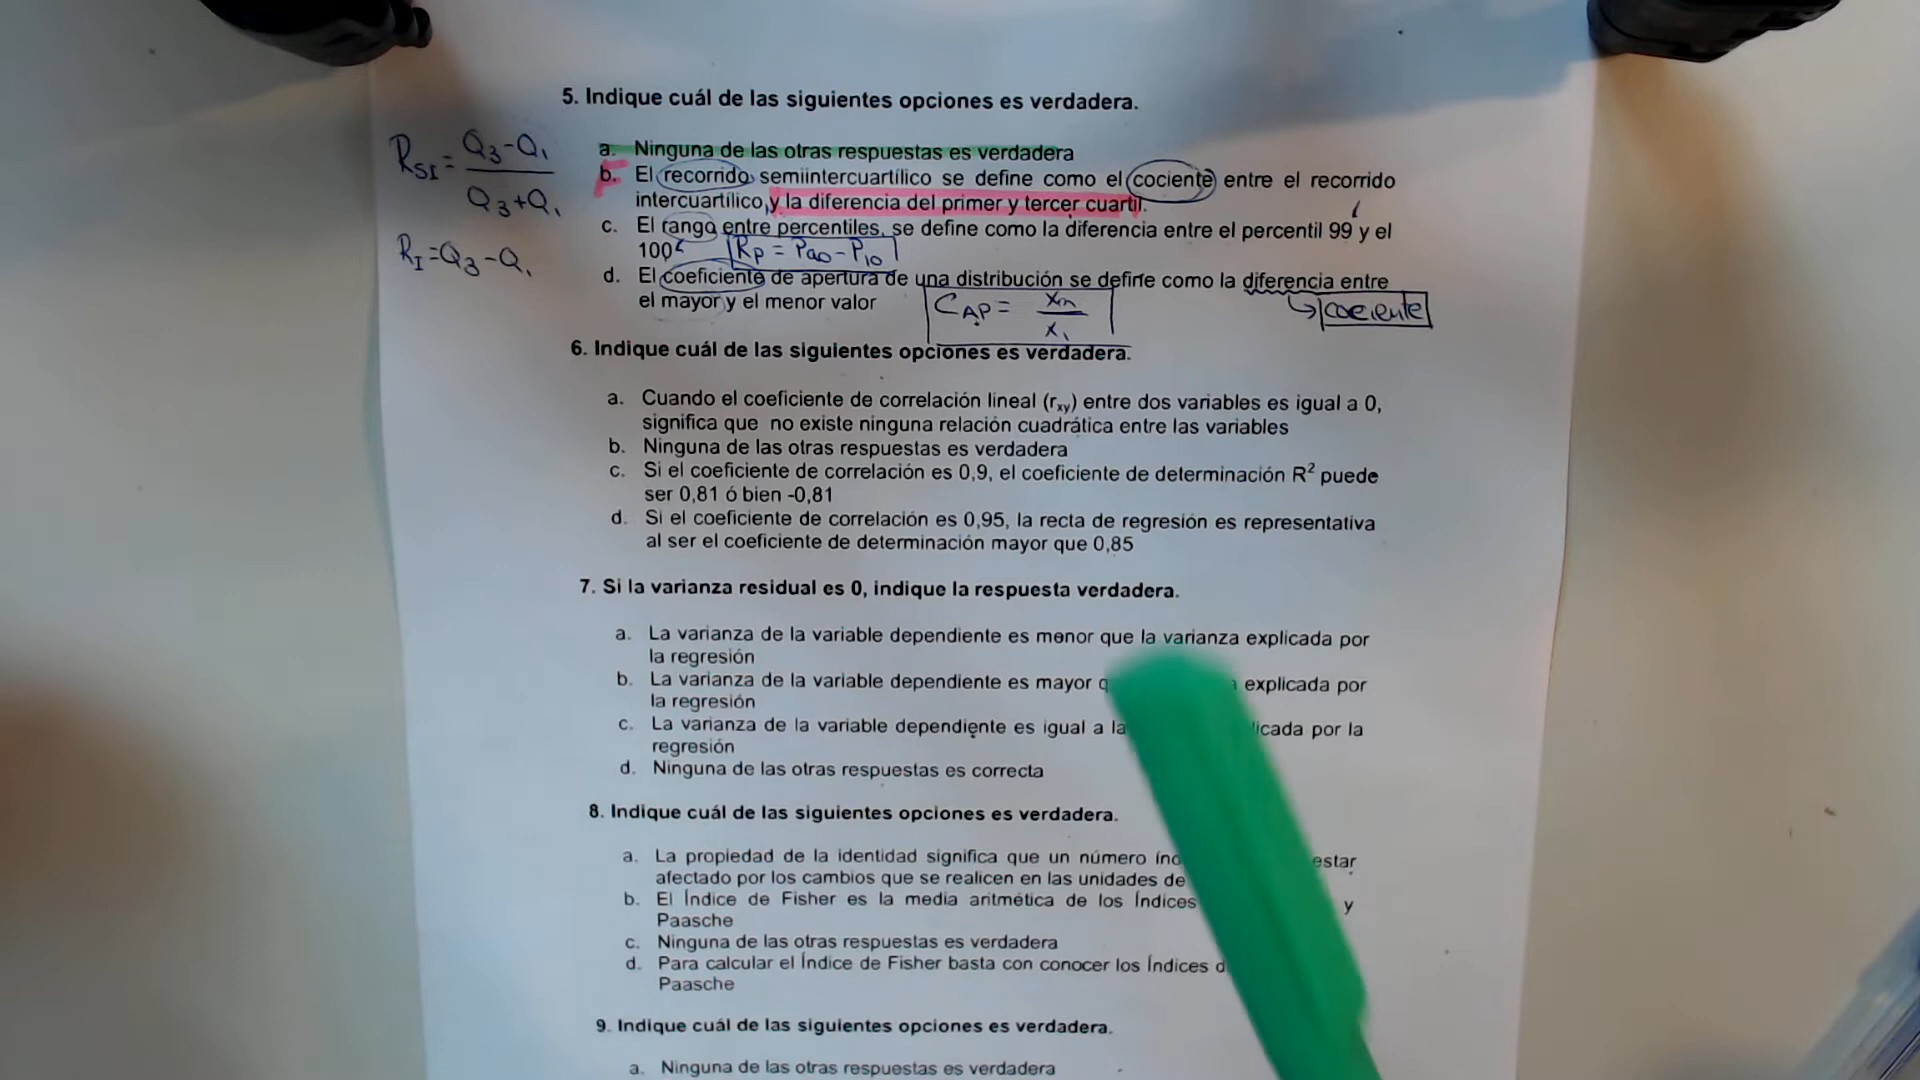 5. Indique cuál de las siguientes opciones es verdadera.
R_SI = (Q3-Q1)/(Q3+Q1)
R_I = Q3-Q1
a. Ninguna de las otras respuestas es verdadera
F
b. El recorrido semiintercuartílico se define como el cociente entre el recorrido
intercuartílico, y la diferencia del primer y tercer cuartil.
c. El rango entre percentiles, se define como la diferencia entre el percentil 99 y el
100
R_P = P90-P10
d. El coeficiente de apertura de una distribución se define como la diferencia entre
el mayor y el menor valor
C_AP = xn/x1
cociente
6. Indique cuál de las siguientes opciones es verdadera.
a. Cuando el coeficiente de correlación lineal (rxy) entre dos variables es igual a 0,
significa que no existe ninguna relación cuadrática entre las variables
b. Ninguna de las otras respuestas es verdadera
c. Si el coeficiente de correlación es 0,9, el coeficiente de determinación R² puede
ser 0,81 ó bien -0,81
d. Si el coeficiente de correlación es 0,95, la recta de regresión es representativa
al ser el coeficiente de determinación mayor que 0,85
7. Si la varianza residual es 0, indique la respuesta verdadera.
a. La varianza de la variable dependiente es menor que la varianza explicada por
la regresión
b. La varianza de la variable dependiente es mayor explicada por
la regresión
c. La varianza de la variable dependiente es igual a la por la
regresión
d. Ninguna de las otras respuestas es correcta
8. Indique cuál de las siguientes opciones es verdadera.
a. La propiedad de la identidad significa que un número estar
afectado por los cambios que se realicen en las unidades de
b. El Índice de Fisher es la media aritmética de los Índices y
Paasche
c. Ninguna de las otras respuestas es verdadera
d. Para calcular el Índice de Fisher basta con conocer los Índices
Paasche
9. Indique cuál de las siguientes opciones es verdadera.
a. Ninguna de las otras respuestas es verdadera